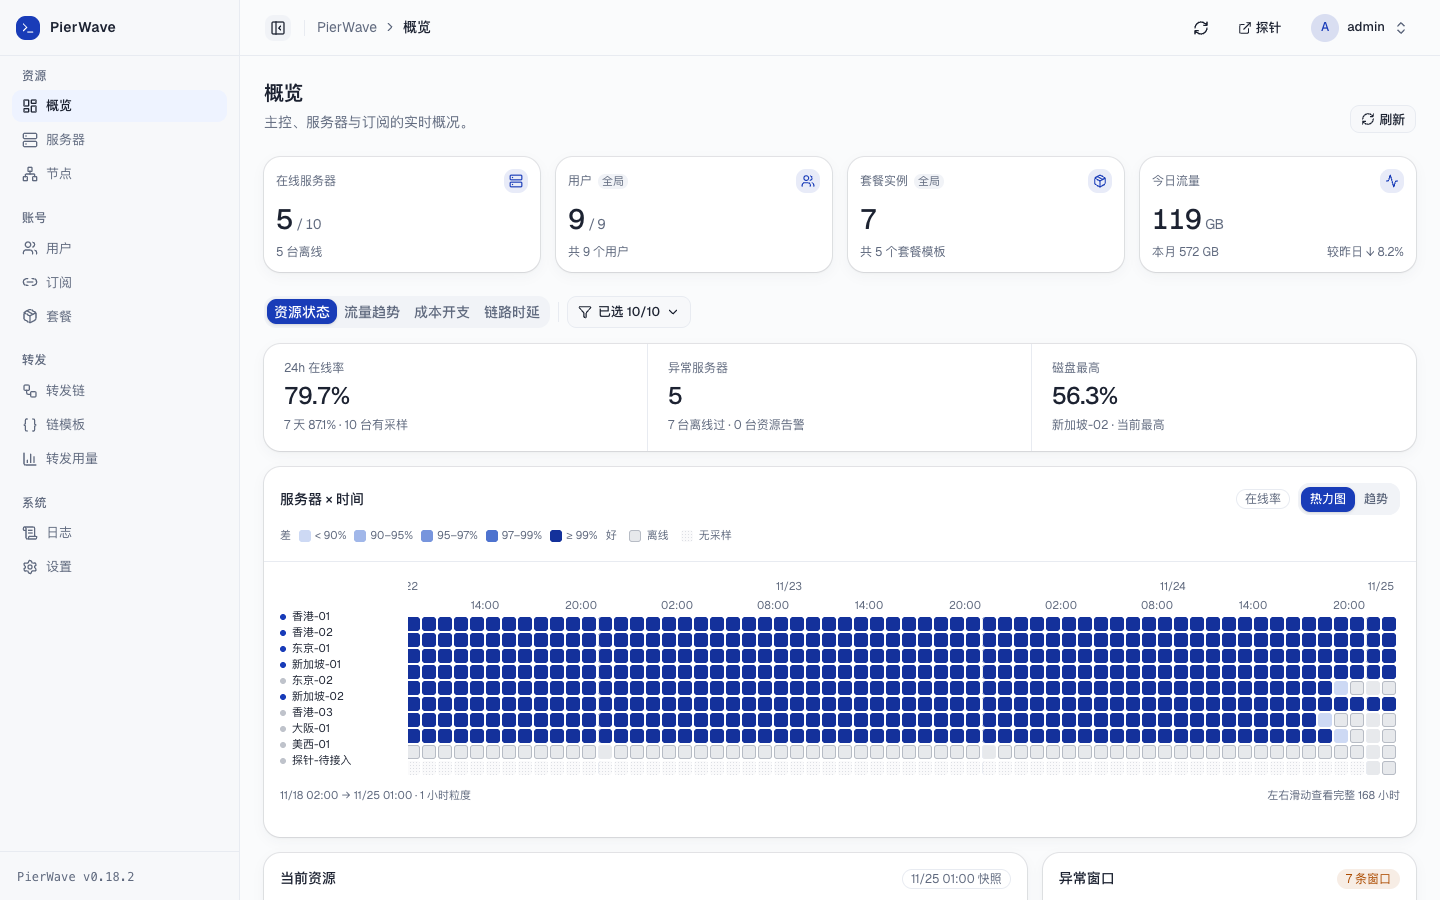 PierWave
PierWave > 概览
探针
A admin
资源
概览
服务器
节点
账号
用户
订阅
套餐
转发
转发链
链模板
转发用量
系统
日志
设置
PierWave v0.18.2
概览
主控、服务器与订阅的实时概况。
刷新
在线服务器
5 / 10
5 台离线
用户 全局
9 / 9
共 9 个用户
套餐实例 全局
7
共 5 个套餐模板
今日流量
119 GB
本月 572 GB 较昨日 ↓ 8.2%
资源状态 流量趋势 成本开支 链路时延 已选 10/10
24h 在线率
79.7%
7 天 87.1% · 10 台有采样
异常服务器
5
7 台离线过 · 0 台资源告警
磁盘最高
56.3%
新加坡-02 · 当前最高
服务器 × 时间 在线率 热力图 趋势
差 < 90% 90–95% 95–97% 97–99% ≥ 99% 好 离线 无采样
22 11/23 11/24 11/25
14:00 20:00 02:00 08:00 14:00 20:00 02:00 08:00 14:00 20:00
香港-01
香港-02
东京-01
新加坡-01
东京-02
新加坡-02
香港-03
大阪-01
美西-01
探针-待接入
11/18 02:00 → 11/25 01:00 · 1 小时粒度 左右滑动查看完整 168 小时
当前资源 11/25 01:00 快照
异常窗口 7 条窗口